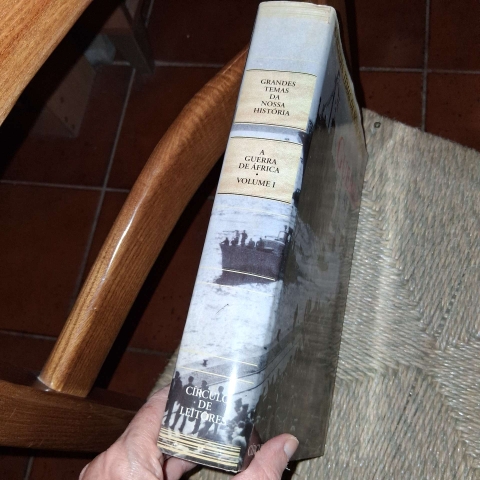 GRANDES
TEMAS
DA
NOSSA
HISTÓRIA
A
GUERRA
DE ÁFRICA
•
VOLUME I
CÍRCULO
DE
LEITORES